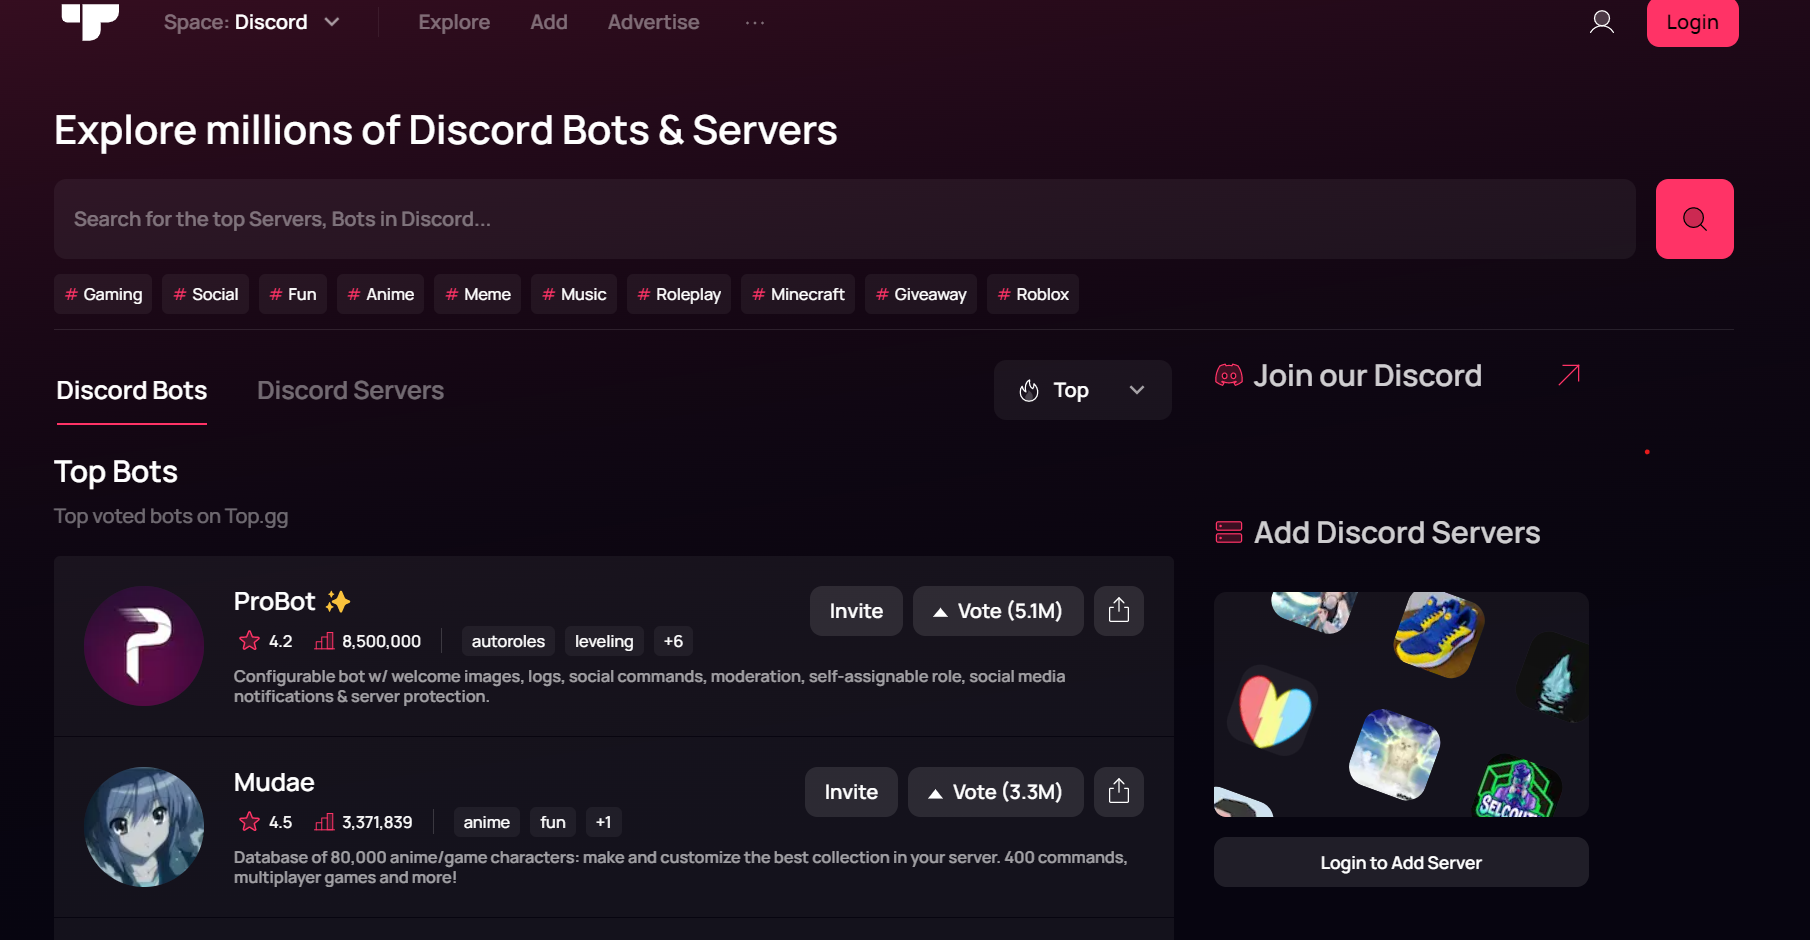 Space: Discord
Explore
Add
Advertise
...
Login
Explore millions of Discord Bots & Servers
Search for the top Servers, Bots in Discord...
# Gaming
# Social
# Fun
# Anime
# Meme
# Music
# Roleplay
# Minecraft
# Giveaway
# Roblox
Discord Bots
Discord Servers
Top
Top Bots
Top voted bots on Top.gg
ProBot ✨
4.2
8,500,000
autoroles
leveling
+6
Configurable bot w/ welcome images, logs, social commands, moderation, self-assignable role, social media
notifications & server protection.
Invite
Vote (5.1M)
Mudae
4.5
3,371,839
anime
fun
+1
Database of 80,000 anime/game characters: make and customize the best collection in your server. 400 commands,
multiplayer games and more!
Invite
Vote (3.3M)
Join our Discord
Add Discord Servers
Login to Add Server